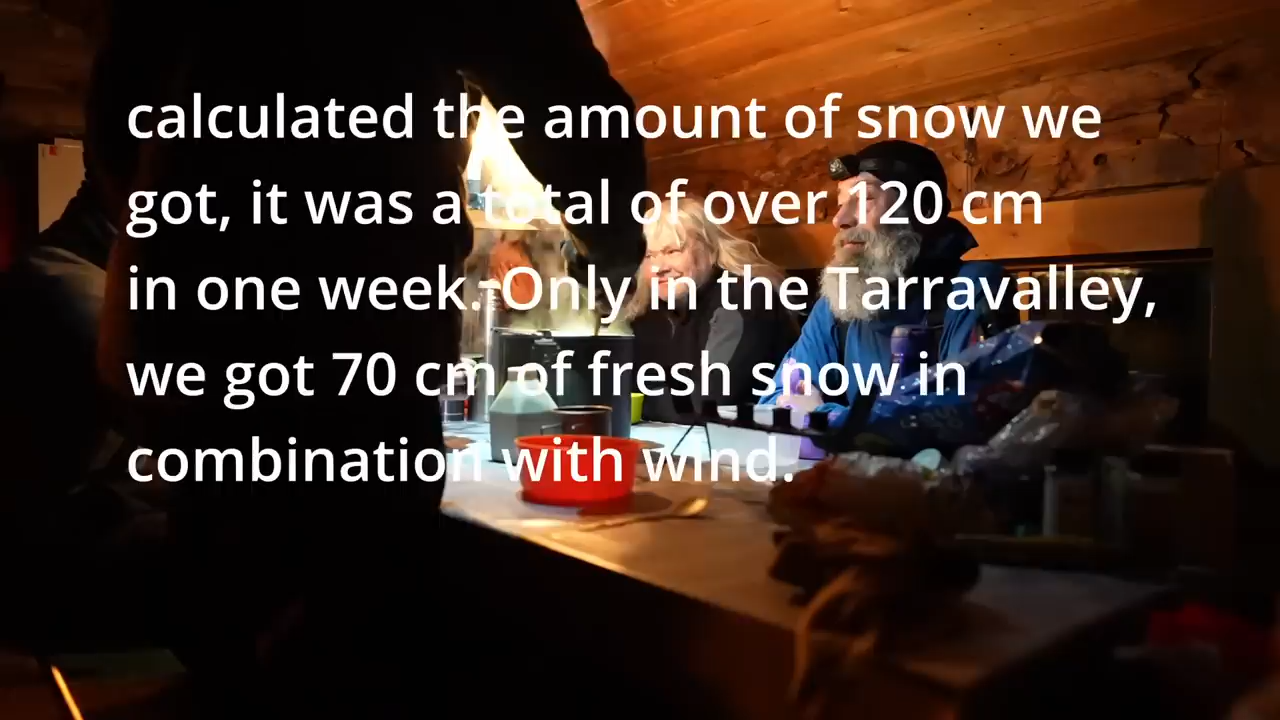 calculated the amount of snow we
got, it was a total of over 120 cm
in one week. Only in the Tarravalley,
we got 70 cm of fresh snow in
combination with wind.